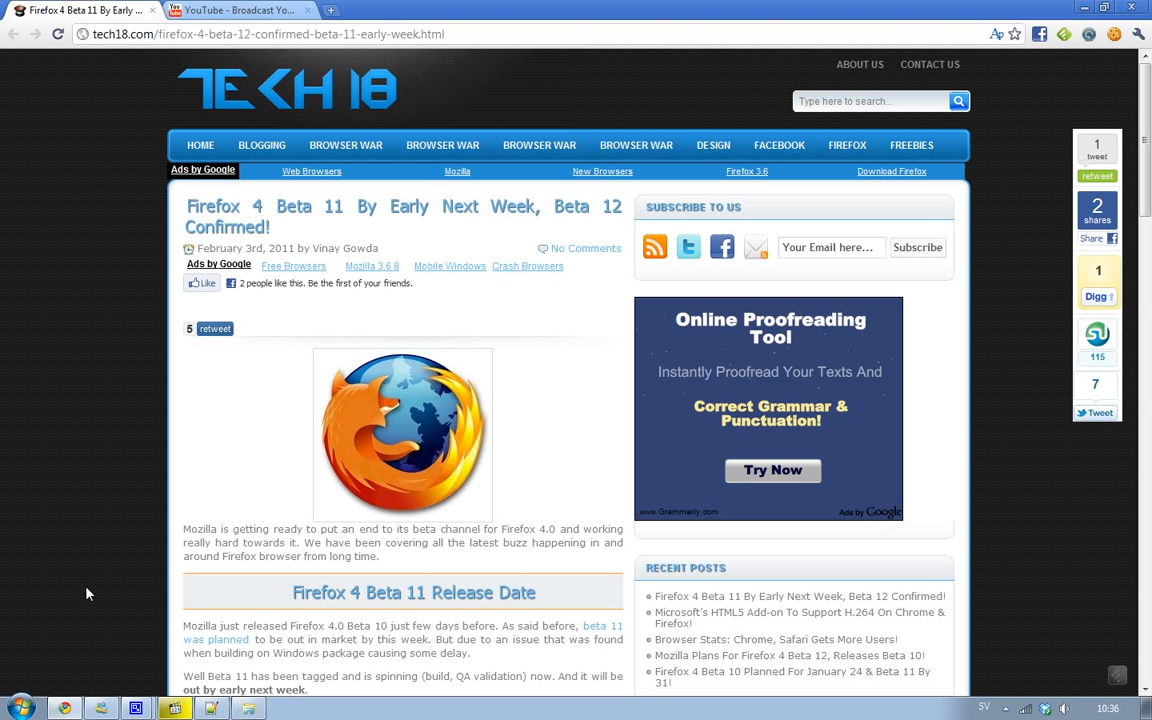 Firefox 4 Beta 11 By Early ...
YouTube - Broadcast Yo...
tech18.com/firefox-4-beta-12-confirmed-beta-11-early-week.html
ABOUT US CONTACT US
TECH 18
Type here to search...
HOME BLOGGING BROWSER WAR BROWSER WAR BROWSER WAR BROWSER WAR DESIGN FACEBOOK FIREFOX FREEBIES
Ads by Google Web Browsers Mozilla New Browsers Firefox 3.6 Download Firefox
Firefox 4 Beta 11 By Early Next Week, Beta 12
Confirmed!
February 3rd, 2011 by Vinay Gowda No Comments
Ads by Google Free Browsers Mozilla 3.6 8 Mobile Windows Crash Browsers
Like 2 people like this. Be the first of your friends.
5 retweet
Mozilla is getting ready to put an end to its beta channel for Firefox 4.0 and working
really hard towards it. We have been covering all the latest buzz happening in and
around Firefox browser from long time.
Firefox 4 Beta 11 Release Date
Mozilla just released Firefox 4.0 Beta 10 just few days before. As said before, beta 11
was planned to be out in market by this week. But due to an issue that was found
when building on Windows package causing some delay.
Well Beta 11 has been tagged and is spinning (build, QA validation) now. And it will be
out by early next week.
SUBSCRIBE TO US
Your Email here... Subscribe
Online Proofreading
Tool
Instantly Proofread Your Texts And
Correct Grammar &
Punctuation!
Try Now
www.Grammarly.com Ads by Google
RECENT POSTS
Firefox 4 Beta 11 By Early Next Week, Beta 12 Confirmed!
Microsoft's HTML5 Add-on To Support H.264 On Chrome &
Firefox!
Browser Stats: Chrome, Safari Gets More Users!
Mozilla Plans For Firefox 4 Beta 12, Releases Beta 10!
Firefox 4 Beta 10 Planned For January 24 & Beta 11 By
31!
1
tweet
retweet
2
shares
Share
1
Digg
115
7
Tweet
SV 10:36